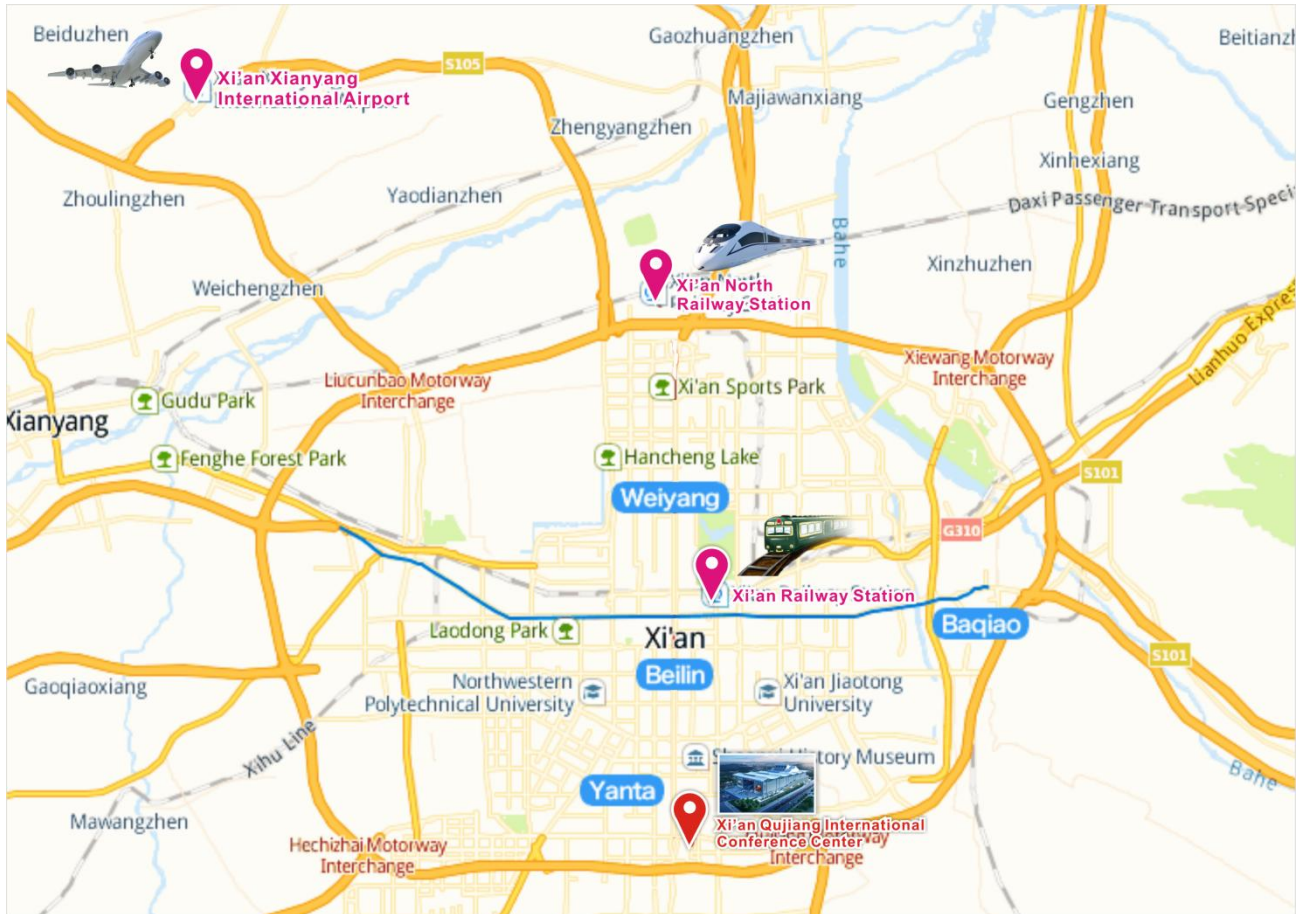 Beiduzhen
Gaozhuangzhen
S105
Xi'an Xianyang
International Airport
Majiawanxiang
Gengzhen
Zhengyangzhen
Xinhexiang
Zhoulingzhen
Yaodianzhen
Daxi Passenger Transport
Bahe
Xinzhuzhen
Weichengzhen
Xi'an North
Railway Station
Liucunbao Motorway
Interchange
Xiewang Motorway
Interchange
Gudu Park
Xi'an Sports Park
Xianyang
Fenghe Forest Park
Hancheng Lake
S101
Weiyang
G310
Xi'an Railway Station
Laodong Park
Xi'an
Baqiao
Beilin
S101
Gaoqiaoxiang
Northwestern
Polytechnical University
Xi'an Jiaotong
University
Xihu Line
History Museum
Bahe
Yanta
Mawangzhen
Hechizhai Motorway
Interchange
Xi'an Qujiang International
Conference Center
Interchange